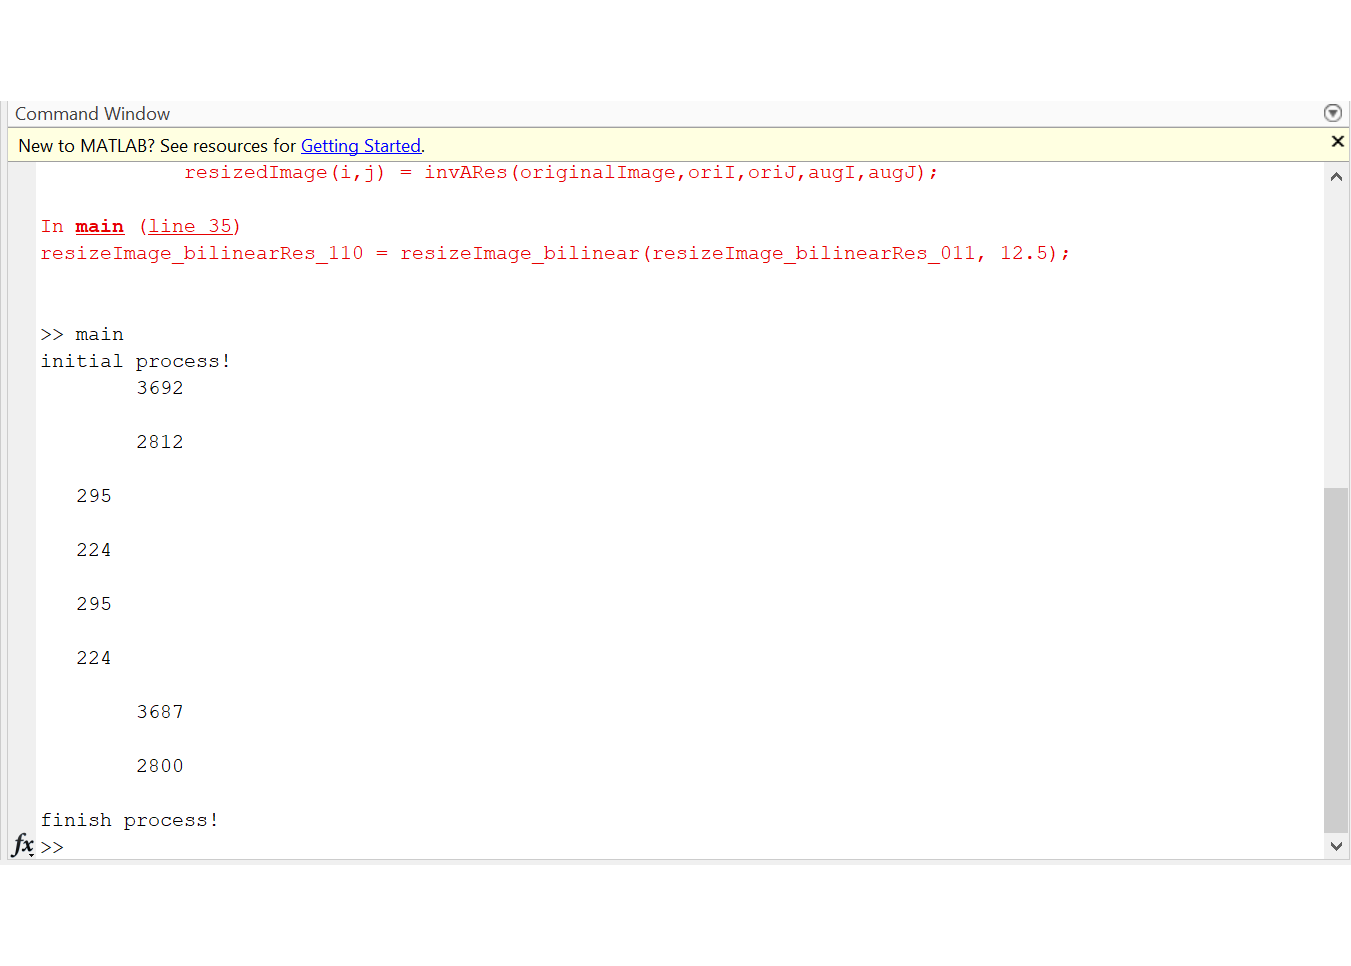 Command Window
New to MATLAB? See resources for Getting Started.
resizedImage(i,j) = invARes(originalImage,oriI,oriJ,augI,augJ);
In main (line 35)
resizeImage_bilinearRes_110 = resizeImage_bilinear(resizeImage_bilinearRes_011, 12.5);
>> main
initial process!
3692
2812
295
224
295
224
3687
2800
finish process!
fx >>